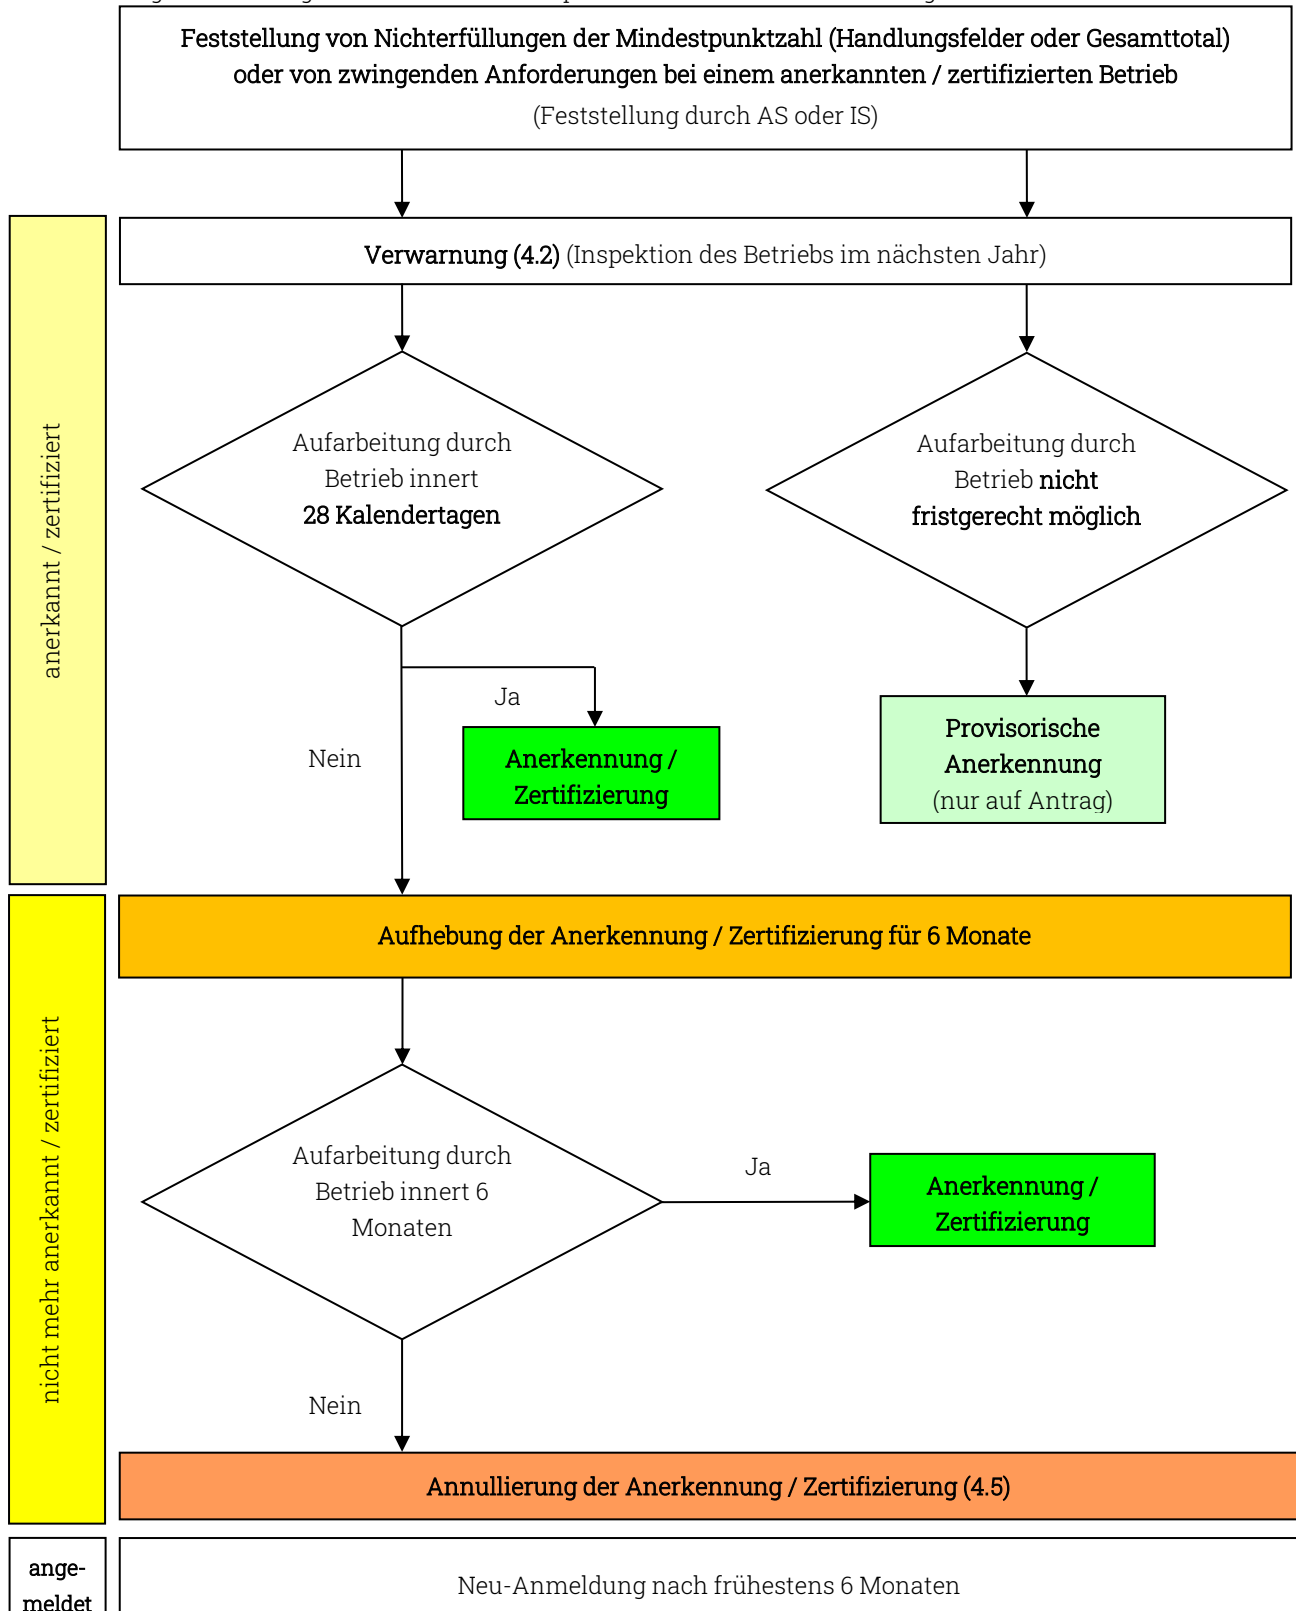 Feststellung von Nichterfüllungen der Mindestpunktzahl (Handlungsfelder oder Gesamttotal)
oder von zwingenden Anforderungen bei einem anerkannten / zertifizierten Betrieb
(Feststellung durch AS oder IS)
anerkannt / zertifiziert
Verwarnung (4.2) (Inspektion des Betriebs im nächsten Jahr)
Aufarbeitung durch
Betrieb innert
28 Kalendertagen
Aufarbeitung durch
Betrieb nicht
fristgerecht möglich
Ja
Nein
Anerkennung /
Zertifizierung
Provisorische
Anerkennung
(nur auf Antrag)
nicht mehr anerkannt / zertifiziert
Aufhebung der Anerkennung / Zertifizierung für 6 Monate
Aufarbeitung durch
Betrieb innert 6
Monaten
Ja
Anerkennung /
Zertifizierung
Nein
Annullierung der Anerkennung / Zertifizierung (4.5)
ange-
meldet
Neu-Anmeldung nach frühestens 6 Monaten